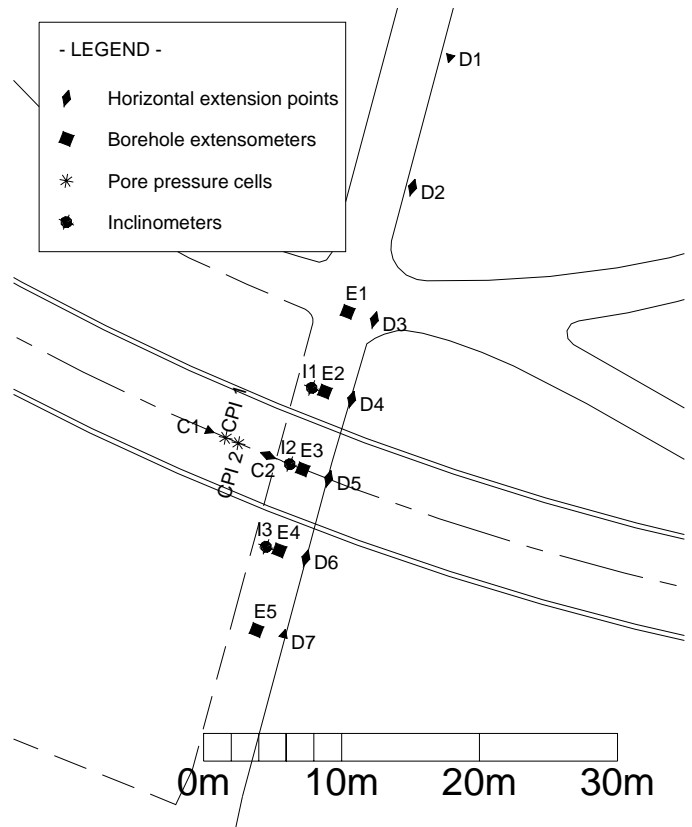 - LEGEND -
Horizontal extension points
Borehole extensometers
Pore pressure cells
Inclinometers
D1
D2
E1
D3
I1
E2
D4
CPI 1
C1
CPI 2
C2
I2
E3
D5
I3
E4
D6
E5
D7
0m
10m
20m
30m